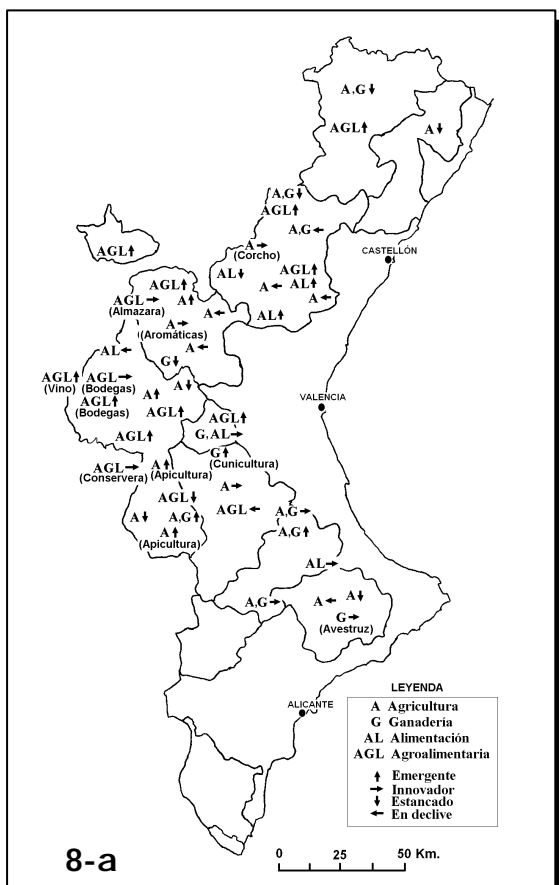 A,G ↓
AGL ↑
A ↓
A,G ↓
AGL ↑
A,G ←
CASTELLÓN
A →
(Corcho)
AGL ↑
AL ↓
AGL ↑
AL ↑
A ←
A ←
AL ↑
AGL ↑
AGL →
(Almazara)
A ↑
A ←
A →
(Aromáticas)
AL ←
A ←
G ↓
AGL ↑
(Vino)
AGL →
(Bodegas)
A ↓
A ↑
AGL ↑
(Bodegas)
AGL ↑
VALENCIA
AGL ↑
AGL ↑
G, AL →
G ↑
(Cunicultura)
AGL →
(Conservera)
A ↑
(Apicultura)
A →
AGL ↓
AGL ←
A ↓
A,G ↑
A ↑
(Apicultura)
A,G →
A,G ↑
AL →
A,G →
A ←
A ↓
G →
(Avestruz)
ALICANTE
LEYENDA
A Agricultura
G Ganadería
AL Alimentación
AGL Agroalimentaria
↑ Emergente
→ Innovador
↓ Estancado
← En declive
8-a
0 25 50 Km.